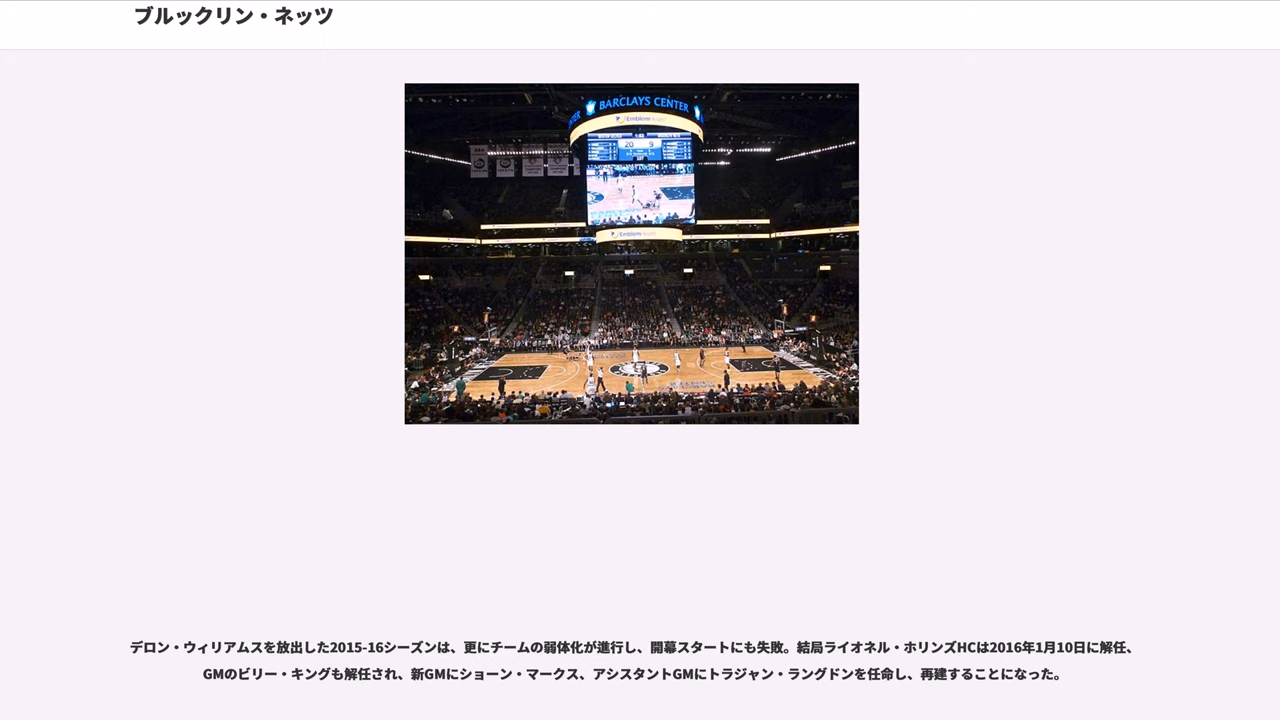 ブルックリン・ネッツ
BARCLAYS CENTER
EmblemHealth
20 9
EmblemHealth
デロン・ウィリアムスを放出した2015-16シーズンは、更にチームの弱体化が進行し、開幕スタートにも失敗。結局ライオネル・ホリンズHCは2016年1月10日に解任、
GMのビリー・キングも解任され、新GMにショーン・マークス、アシスタントGMにトラジャン・ラングドンを任命し、再建することになった。